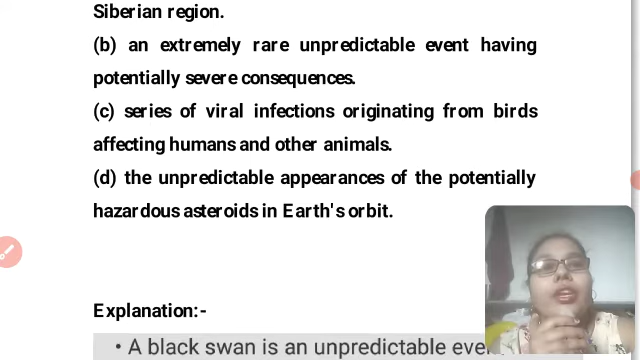 Siberian region.
(b) an extremely rare unpredictable event having
potentially severe consequences.
(c) series of viral infections originating from birds
affecting humans and other animals.
(d) the unpredictable appearances of the potentially
hazardous asteroids in Earth's orbit.
Explanation:-
• A black swan is an unpredictable